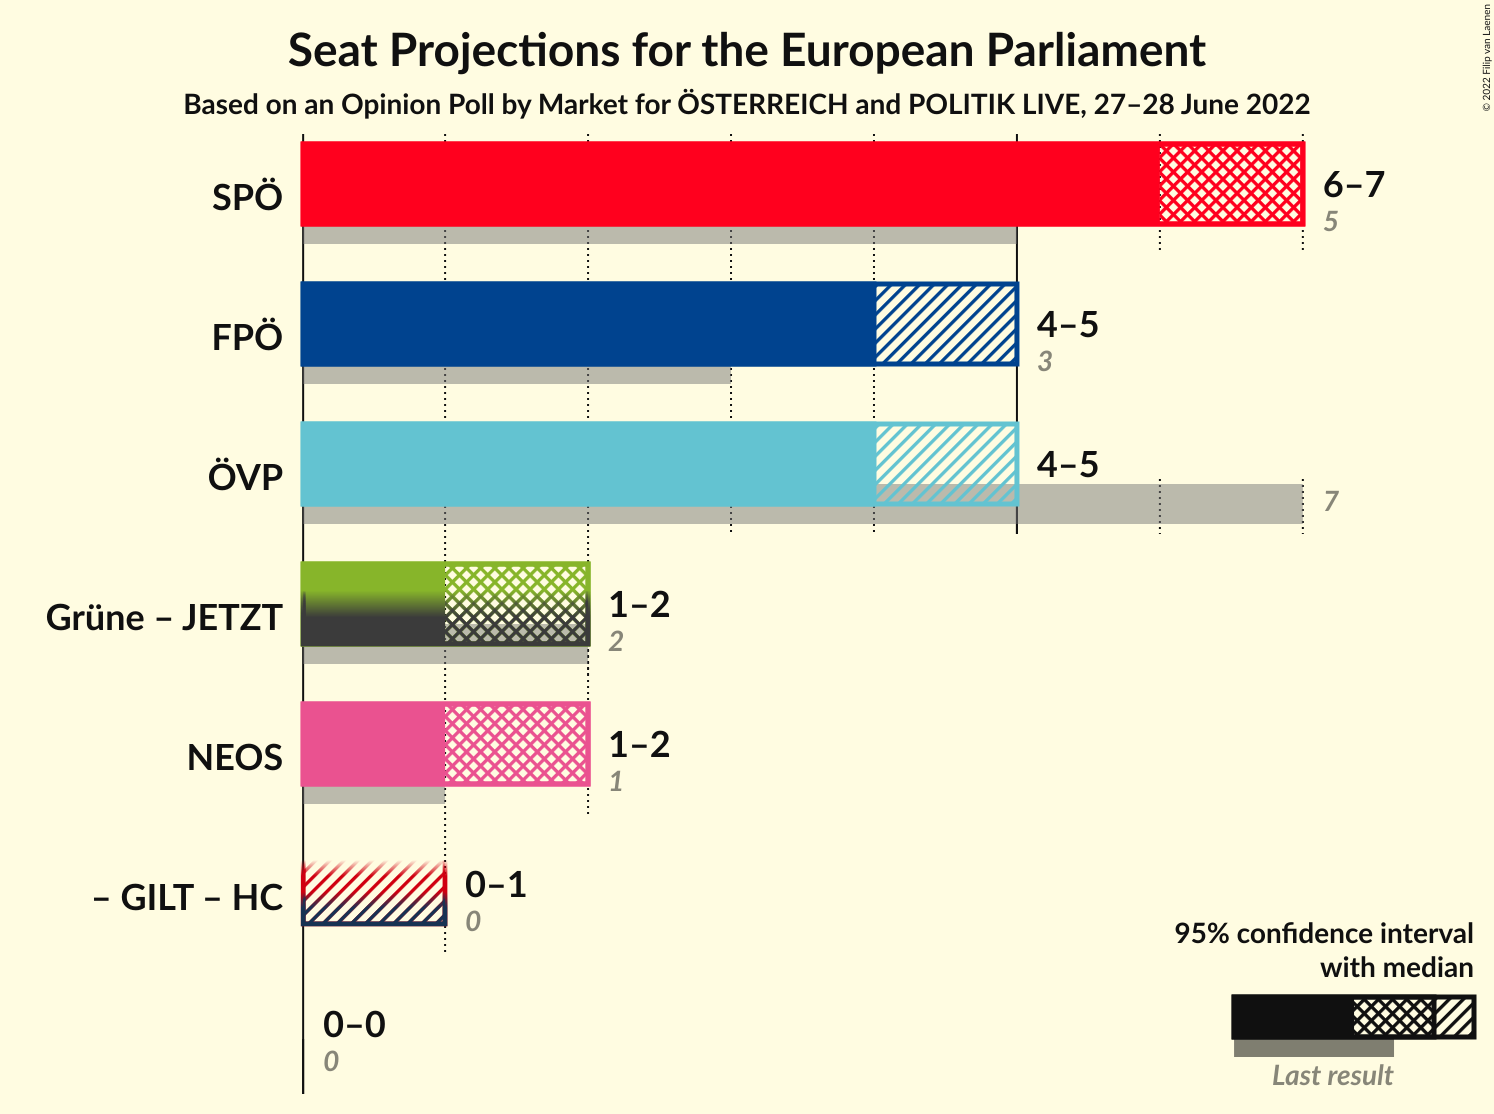 Seat Projections for the European Parliament
Based on an Opinion Poll by Market for ÖSTERREICH and POLITIK LIVE, 27–28 June 2022
© 2022 Filip van Laenen
SPÖ
6–7
5
FPÖ
4–5
3
ÖVP
4–5
7
Grüne – JETZT
1–2
2
NEOS
1–2
1
– GILT – HC
0–1
0
0–0
0
95% confidence interval
with median
Last result